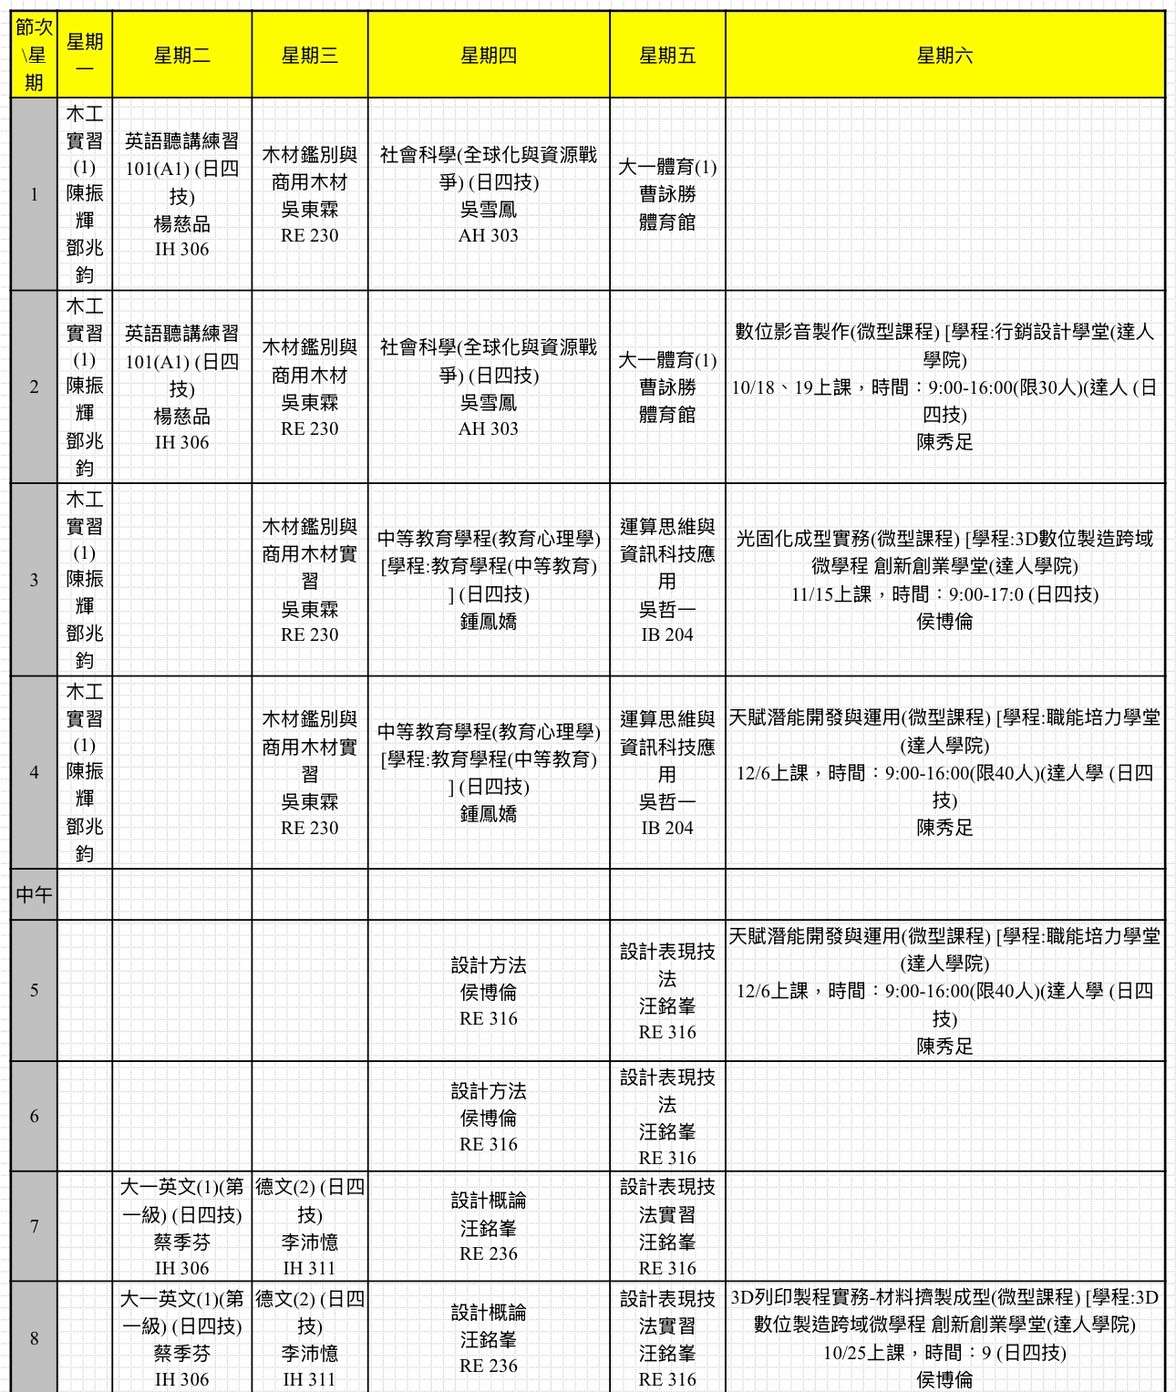 節次
\星
期
星期
一
星期二
星期三
星期四
星期五
星期六
1
木工
實習
(1)
陳振
輝
鄧兆
鈞
英語聽講練習
101(A1) (日四
技)
楊慈品
IH 306
木材鑑別與
商用木材
吳東霖
RE 230
社會科學(全球化與資源戰
爭) (日四技)
吳雪鳳
AH 303
大一體育(1)
曹詠勝
體育館
2
木工
實習
(1)
陳振
輝
鄧兆
鈞
英語聽講練習
101(A1) (日四
技)
楊慈品
IH 306
木材鑑別與
商用木材
吳東霖
RE 230
社會科學(全球化與資源戰
爭) (日四技)
吳雪鳳
AH 303
大一體育(1)
曹詠勝
體育館
數位影音製作(微型課程) [學程:行銷設計學堂(達人
學院)
10/18、19上課，時間：9:00-16:00(限30人)(達人 (日
四技)
陳秀足
3
木工
實習
(1)
陳振
輝
鄧兆
鈞
木材鑑別與
商用木材實
習
吳東霖
RE 230
中等教育學程(教育心理學)
[學程:教育學程(中等教育)
] (日四技)
鍾鳳嬌
運算思維與
資訊科技應
用
吳哲一
IB 204
光固化成型實務(微型課程) [學程:3D數位製造跨域
微學程 創新創業學堂(達人學院)
11/15上課，時間：9:00-17:0 (日四技)
侯博倫
4
木工
實習
(1)
陳振
輝
鄧兆
鈞
木材鑑別與
商用木材實
習
吳東霖
RE 230
中等教育學程(教育心理學)
[學程:教育學程(中等教育)
] (日四技)
鍾鳳嬌
運算思維與
資訊科技應
用
吳哲一
IB 204
天賦潛能開發與運用(微型課程) [學程:職能培力學堂
(達人學院)
12/6上課，時間：9:00-16:00(限40人)(達人學 (日四
技)
陳秀足
中午
5
設計方法
侯博倫
RE 316
設計表現技
法
汪銘峯
RE 316
天賦潛能開發與運用(微型課程) [學程:職能培力學堂
(達人學院)
12/6上課，時間：9:00-16:00(限40人)(達人學 (日四
技)
陳秀足
6
設計方法
侯博倫
RE 316
設計表現技
法
汪銘峯
RE 316
7
大一英文(1)(第
一級) (日四技)
蔡季芬
IH 306
德文(2) (日四
技)
李沛憶
IH 311
設計概論
汪銘峯
RE 236
設計表現技
法實習
汪銘峯
RE 316
8
大一英文(1)(第
一級) (日四技)
蔡季芬
IH 306
德文(2) (日四
技)
李沛憶
IH 311
設計概論
汪銘峯
RE 236
設計表現技
法實習
汪銘峯
RE 316
3D列印製程實務-材料擠製成型(微型課程) [學程:3D
數位製造跨域微學程 創新創業學堂(達人學院)
10/25上課，時間：9 (日四技)
侯博倫